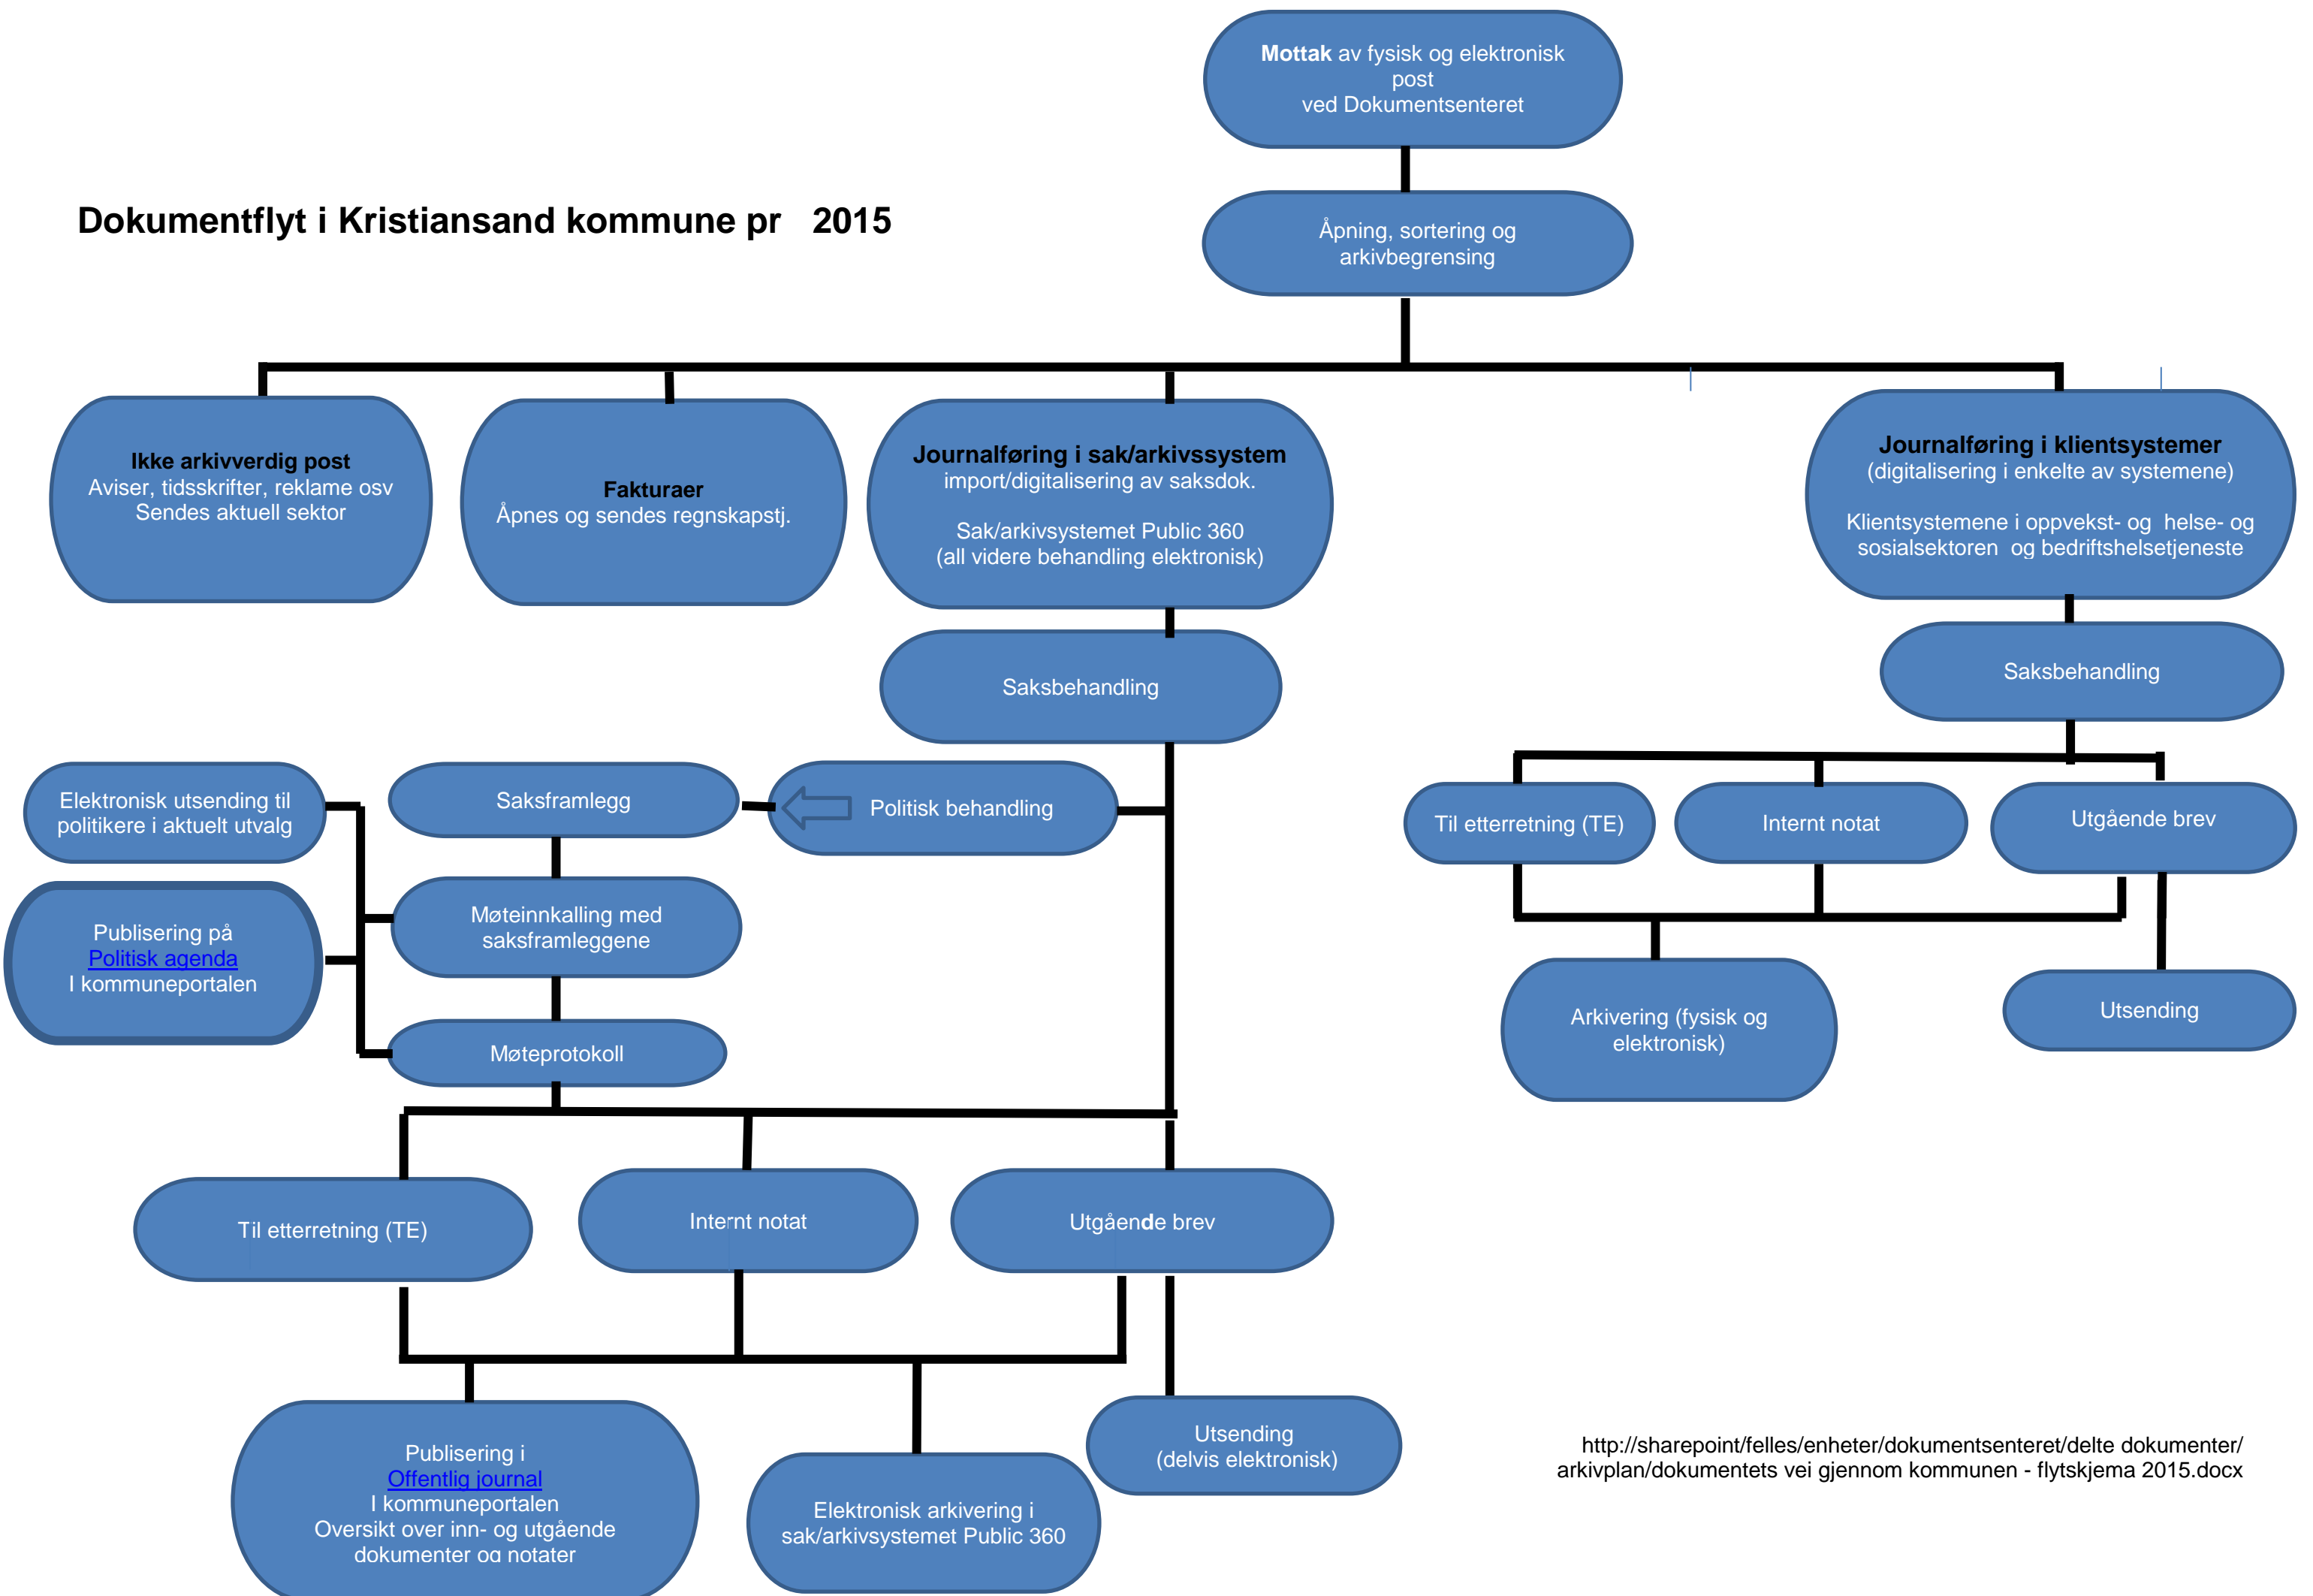 Mottak av fysisk og elektronisk
post
ved Dokumentsenteret
Dokumentflyt i Kristiansand kommune pr   2015
Åpning, sortering og
arkivbegrensing
Ikke arkivverdig post
Aviser, tidsskrifter, reklame osv
Sendes aktuell sektor
Fakturaer
Åpnes og sendes regnskapstj.
Journalføring i sak/arkivssystem
import/digitalisering av saksdok.
Sak/arkivsystemet Public 360
(all videre behandling elektronisk)
Journalføring i klientsystemer
(digitalisering i enkelte av systemene)
Klientsystemene i oppvekst- og  helse- og
sosialsektoren  og bedriftshelsetjeneste
Saksbehandling
Saksbehandling
Elektronisk utsending til
politikere i aktuelt utvalg
Saksframlegg
Politisk behandling
Til etterretning (TE)
Internt notat
Utgående brev
Publisering på
Politisk agenda
I kommuneportalen
Møteinnkalling med
saksframleggene
Møteprotokoll
Arkivering (fysisk og
elektronisk)
Utsending
Til etterretning (TE)
Internt notat
Utgående brev
Publisering i
Offentlig journal
I kommuneportalen
Oversikt over inn- og utgående
dokumenter og notater
Elektronisk arkivering i
sak/arkivsystemet Public 360
Utsending
(delvis elektronisk)
http://sharepoint/felles/enheter/dokumentsenteret/delte dokumenter/
arkivplan/dokumentets vei gjennom kommunen - flytskjema 2015.docx